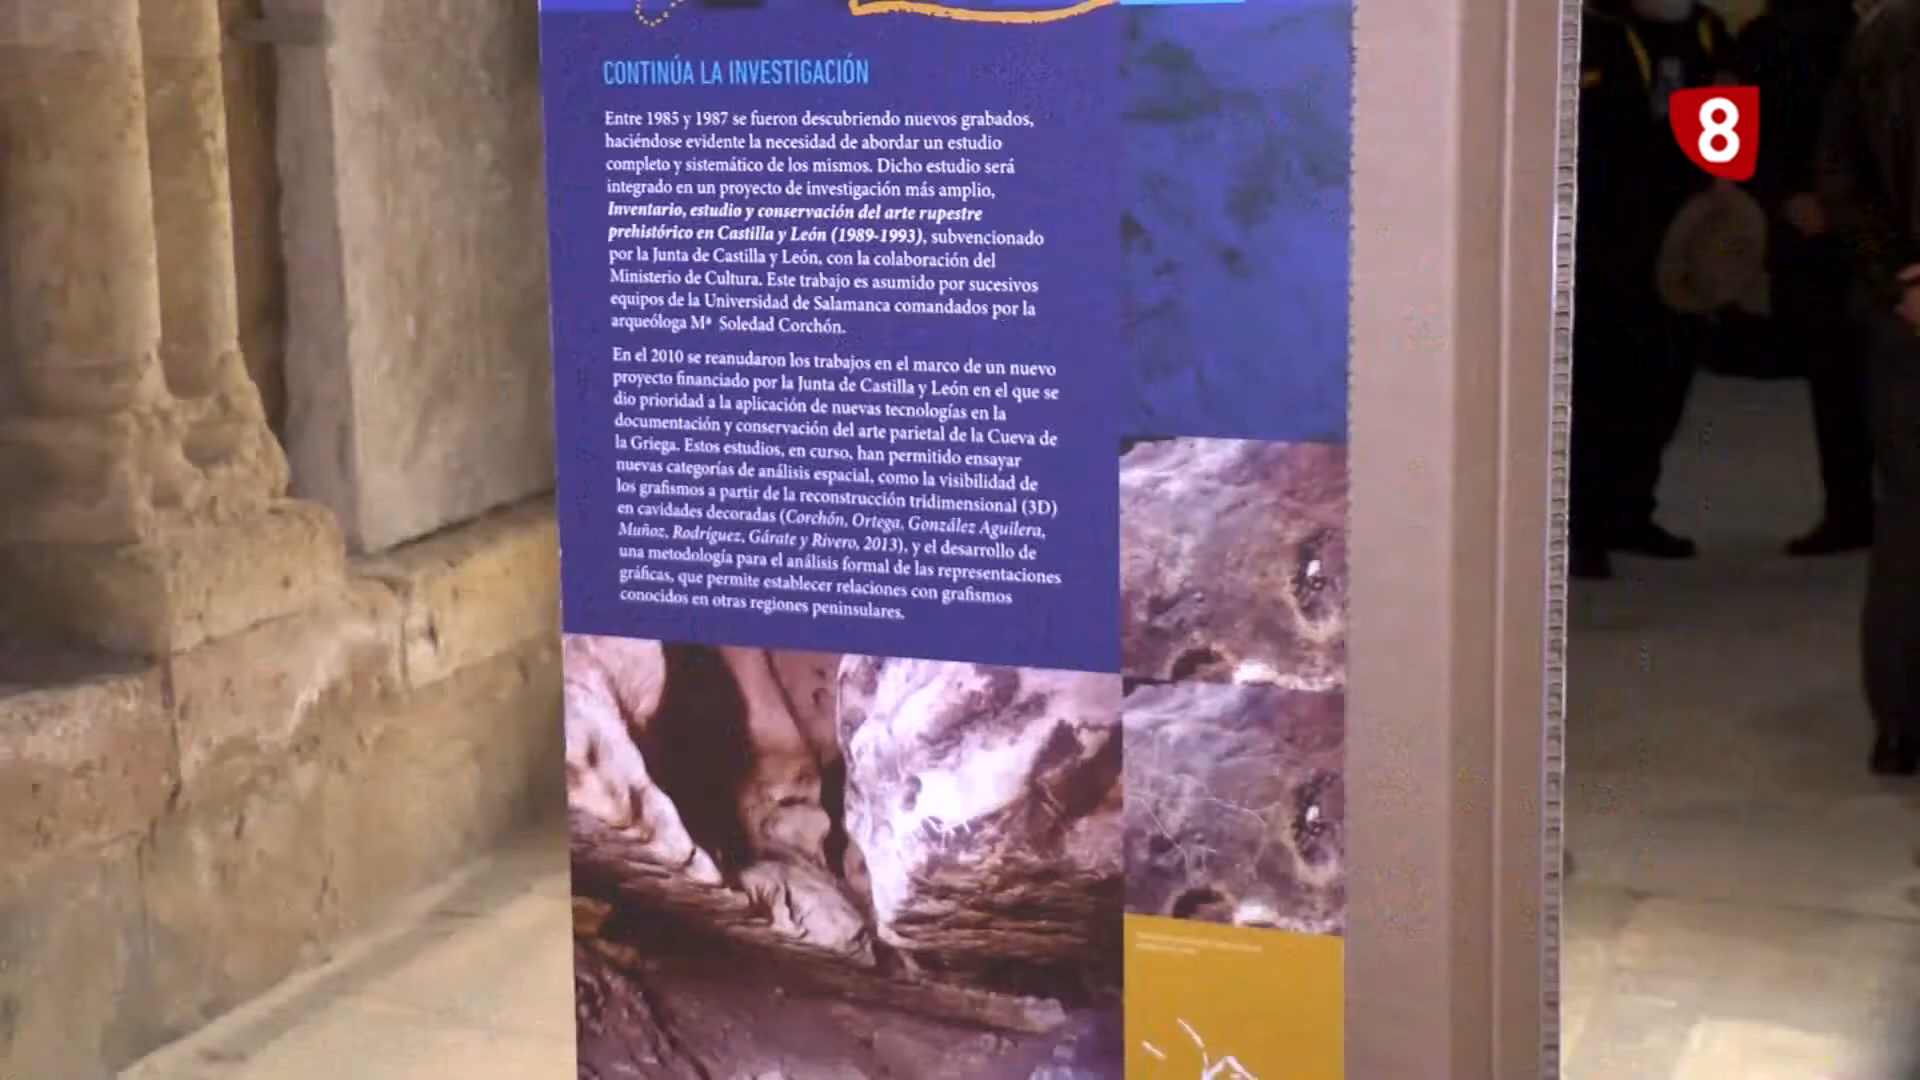 CONTINÚA LA INVESTIGACIÓN
Entre 1985 y 1987 se fueron descubriendo nuevos grabados,
haciéndose evidente la necesidad de abordar un estudio
completo y sistemático de los mismos. Dicho estudio será
integrado en un proyecto de investigación más amplio,
Inventario, estudio y conservación del arte rupestre
prehistórico en Castilla y León (1989-1993), subvencionado
por la Junta de Castilla y León, con la colaboración del
Ministerio de Cultura. Este trabajo es asumido por sucesivos
equipos de la Universidad de Salamanca comandados por la
arqueóloga Mª Soledad Corchón.
En el 2010 se reanudaron los trabajos en el marco de un nuevo
proyecto financiado por la Junta de Castilla y León en el que se
dio prioridad a la aplicación de nuevas tecnologías en la
documentación y conservación del arte parietal de la Cueva de
la Griega. Estos estudios, en curso, han permitido ensayar
nuevas categorías de análisis espacial, como la visibilidad de
los grafismos a partir de la reconstrucción tridimensional (3D)
en cavidades decoradas (Corchón, Ortega, González Aguilera,
Muñoz, Rodríguez, Gárate y Rivero, 2013), y el desarrollo de
una metodología para el análisis formal de las representaciones
gráficas, que permite establecer relaciones con grafismos
conocidos en otras regiones peninsulares.
8